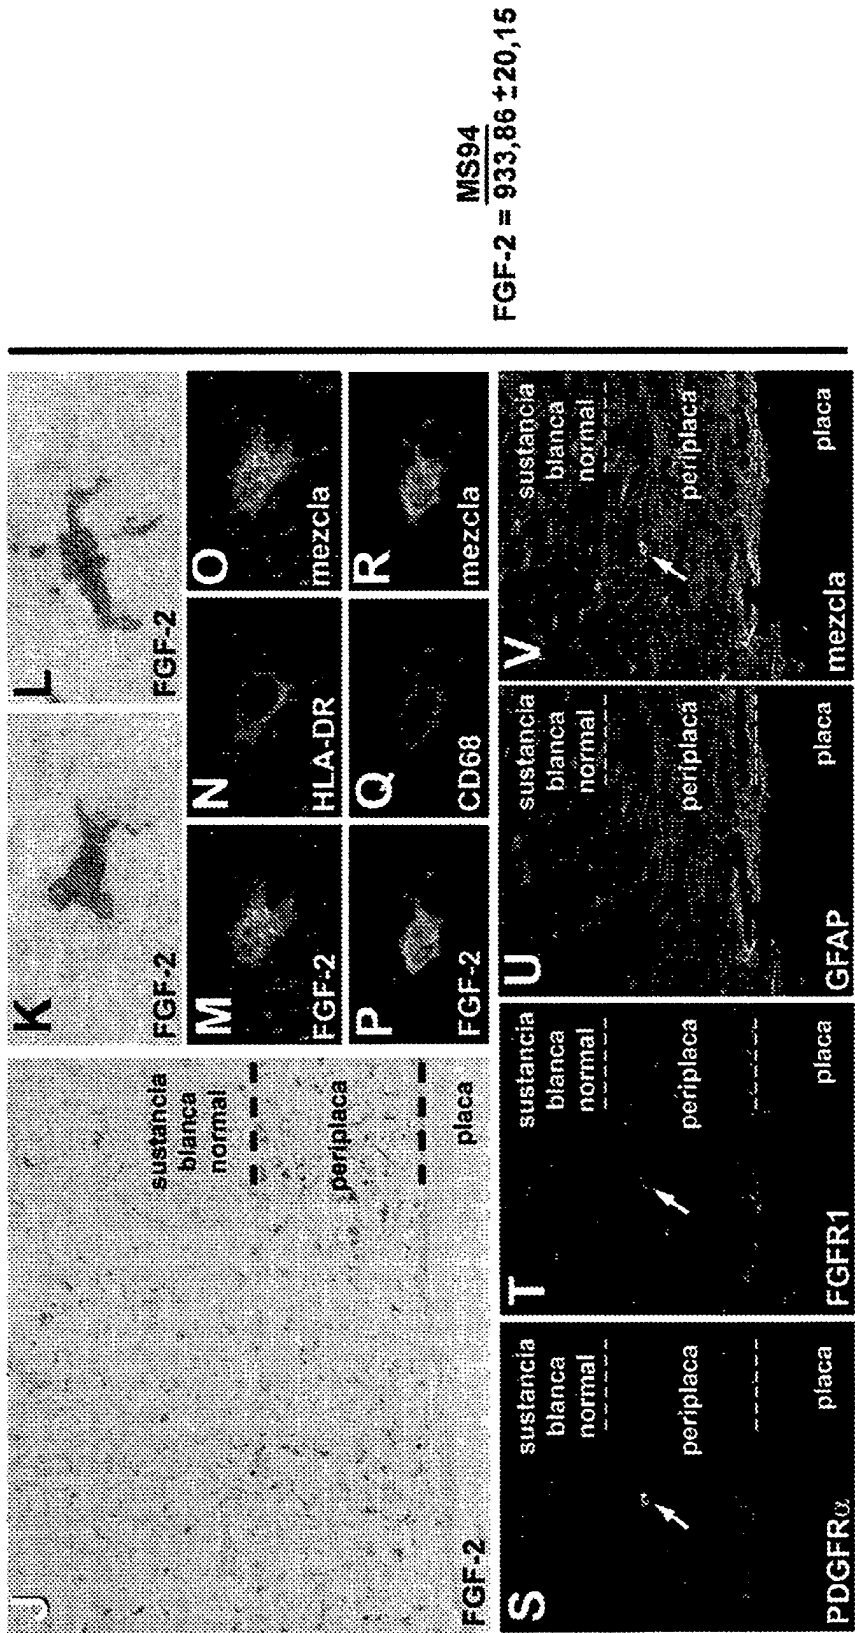 J
sustancia
blanca
normal
periplaca
placa
FGF-2
K
FGF-2
L
FGF-2
M
FGF-2
N
HLA-DR
O
mezcla
P
FGF-2
Q
CD68
R
mezcla
S
sustancia
blanca
normal
periplaca
placa
PDGFRα
T
sustancia
blanca
normal
periplaca
placa
FGFR1
U
sustancia
blanca
normal
periplaca
placa
GFAP
V
sustancia
blanca
normal
periplaca
placa
mezcla
MS94
FGF-2 = 933,86 ±20,15